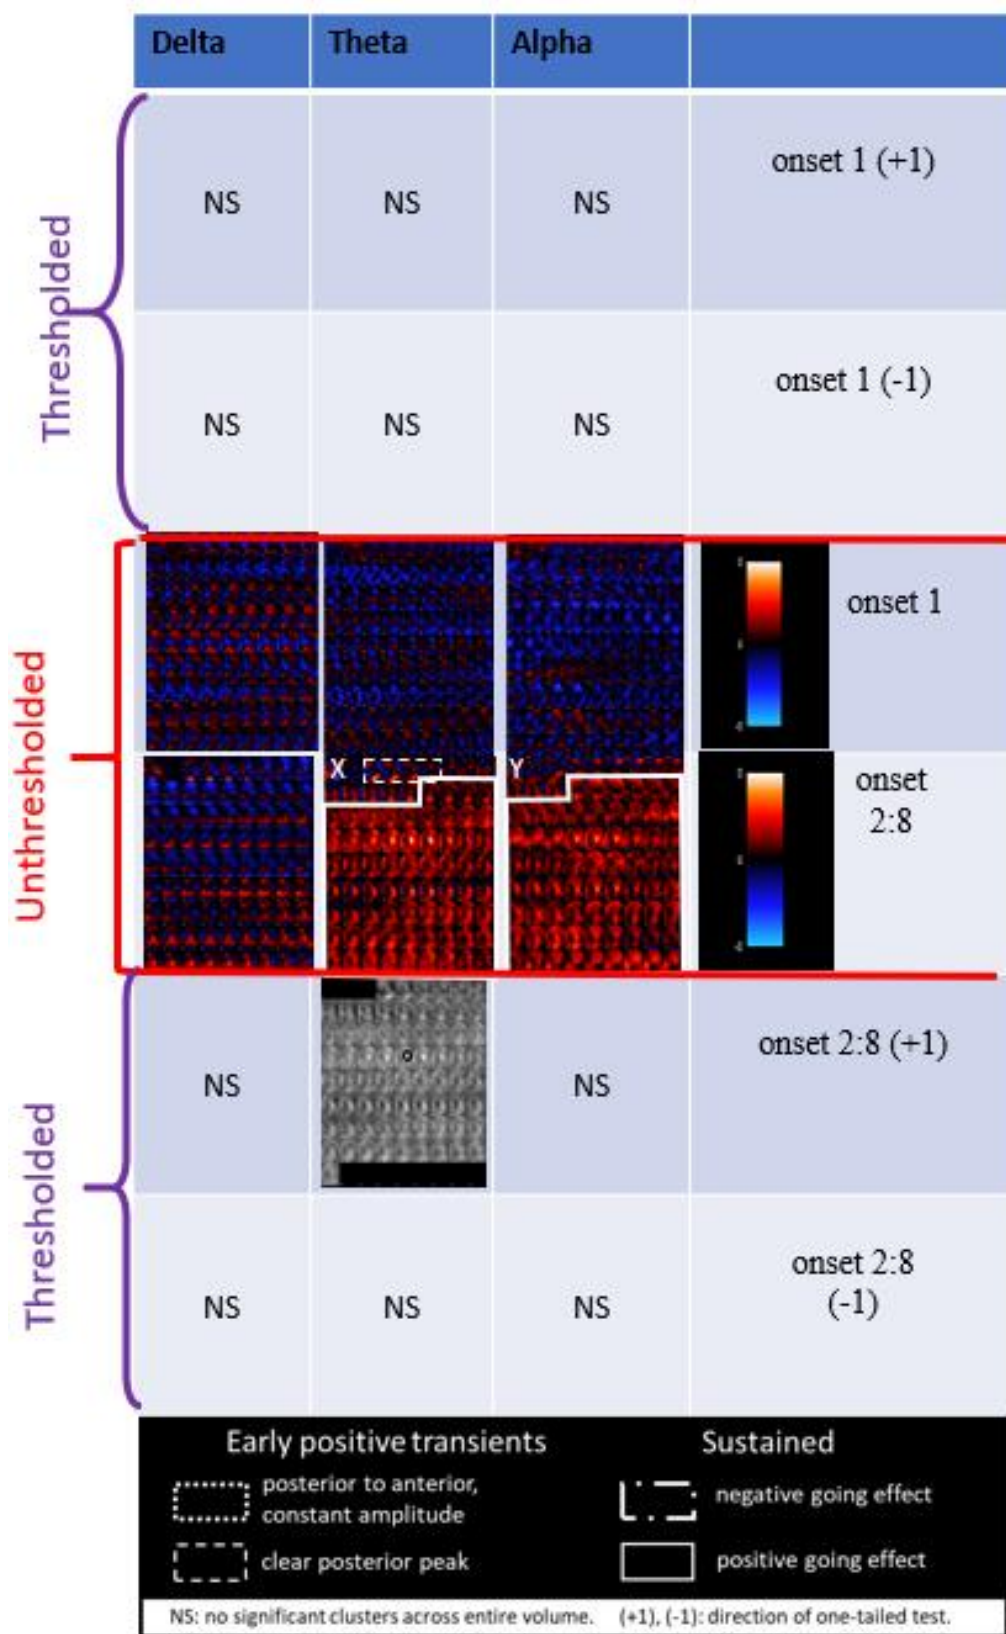 Delta Theta Alpha
Thresholded
NS NS NS onset 1 (+1)
NS NS NS onset 1 (-1)
Unthresholded
onset 1
X Y onset
2:8
Thresholded
NS NS onset 2:8 (+1)
NS NS NS onset 2:8
(-1)
Early positive transients Sustained
posterior to anterior,
constant amplitude
negative going effect
clear posterior peak positive going effect
NS: no significant clusters across entire volume. (+1), (-1): direction of one-tailed test.